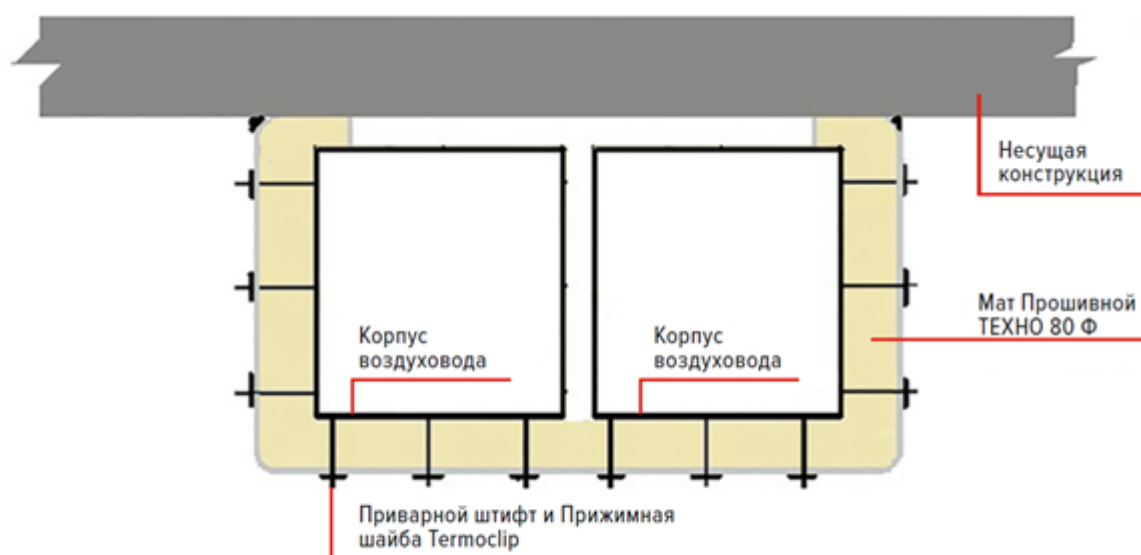 Несущая
конструкция
Мат Прошивной
ТЕХНО 80 Ф
Корпус
воздуховода
Корпус
воздуховода
Приварной штифт и Прижимная
шайба Termoclip